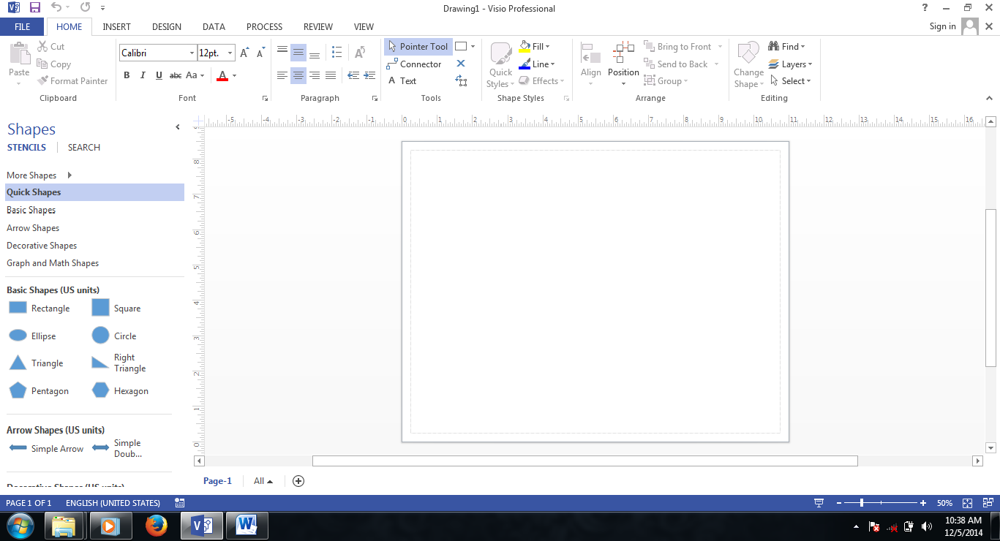 Drawing1 - Visio Professional
?
FILE HOME INSERT DESIGN DATA PROCESS REVIEW VIEW Sign in
Paste
Cut
Copy
Format Painter
Clipboard
Calibri 12pt. A A
B I U abc Aa A
Font
A
Paragraph
Pointer Tool
Connector
A Text
Tools
Quick
Styles
Fill
Line
Effects
Shape Styles
Align
Position
Bring to Front
Send to Back
Group
Arrange
Change
Shape
Find
Layers
Select
Editing
Shapes
STENCILS SEARCH
More Shapes
Quick Shapes
Basic Shapes
Arrow Shapes
Decorative Shapes
Graph and Math Shapes
Basic Shapes (US units)
Rectangle Square
Ellipse Circle
Triangle Right
Triangle
Pentagon Hexagon
Arrow Shapes (US units)
Simple Arrow Simple
Doub...
Decorative Shapes (US units)
-5 -4 -3 -2 -1 0 1 2 3 4 5 6 7 8 9 10 11 12 13 14 15 16
8
7
6
5
4
3
2
1
0
Page-1 All
PAGE 1 OF 1 ENGLISH (UNITED STATES) 50%
10:38 AM
12/5/2014